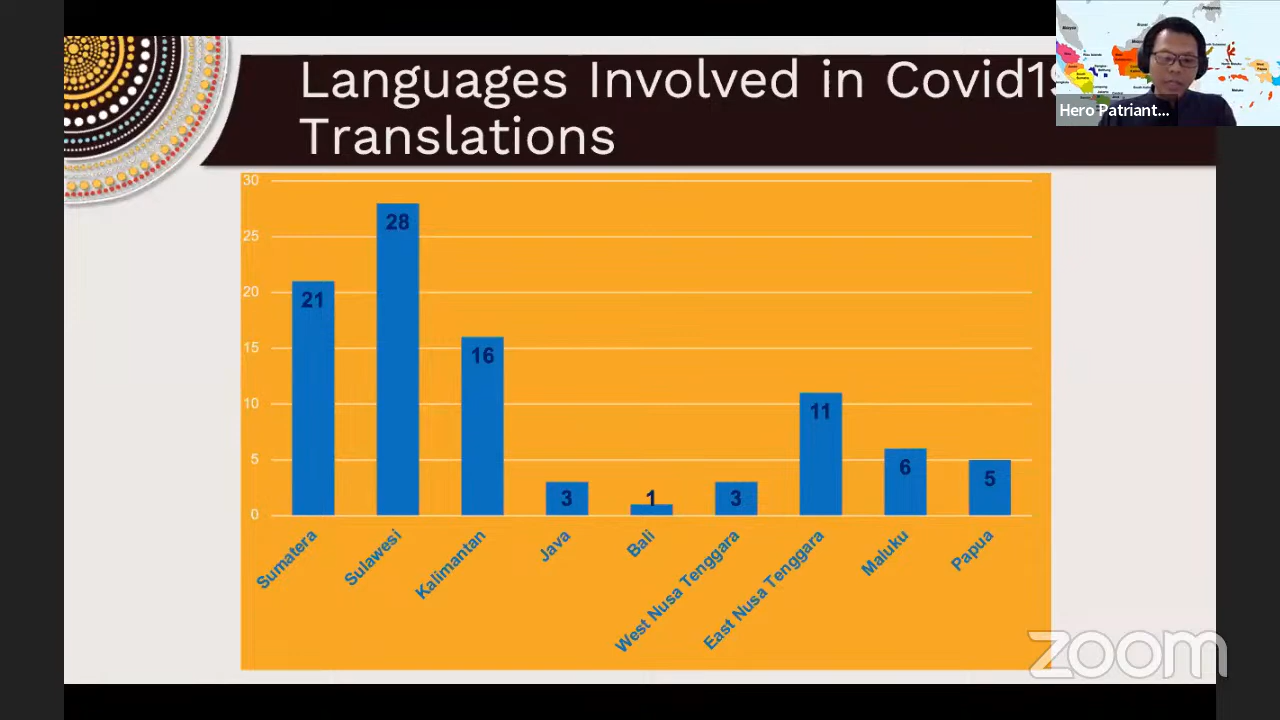 Languages Involved in Covid19
Translations
Hero Patriant...
30
25
20
15
10
5
0
21
28
16
3
1
3
11
6
5
Sumatera
Sulawesi
Kalimantan
Java
Bali
West Nusa Tenggara
East Nusa Tenggara
Maluku
Papua
zoom